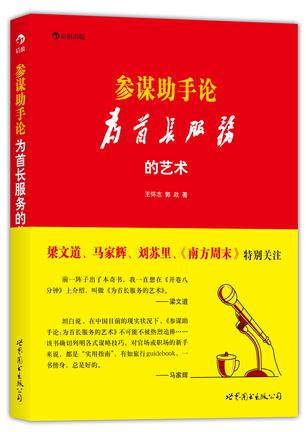 后浪出版
参谋助手论
为首长服务
的艺术
王怀志 郭政 著
梁文道、马家辉、刘苏里、《南方周末》特别关注
前一阵子出了本奇书，我一直想在《开卷八
分钟》上介绍，叫做《为首长服务的艺术》。
——梁文道
坦白说，在中国目前的现实状况下，《参谋助
手论：为首长服务的艺术》不可能不被热烈追捧……
该书确切列明各式谋略技巧，对官场或职场的新手
来说，都是“实用指南”，有如旅行guidebook，一
书傍身，总是好的。
——马家辉
世界图书出版公司
后浪
参谋助手论
为首长服务的
世界图书出版公司